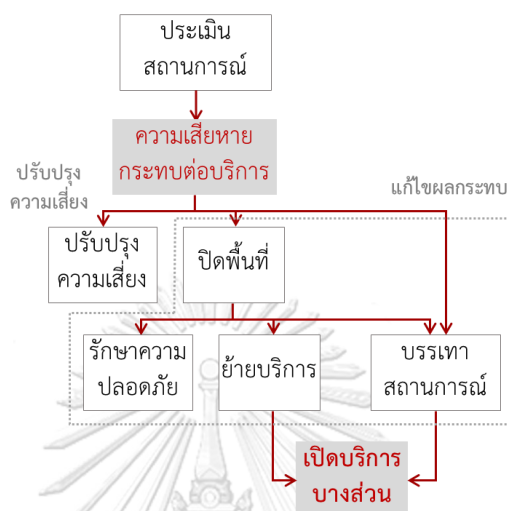 ประเมิน
สถานการณ์
ความเสียหาย
กระทบต่อบริการ
ปรับปรุง
ความเสี่ยง
แก้ไขผลกระทบ
ปรับปรุง
ความเสี่ยง
ปิดพื้นที่
รักษาความ
ปลอดภัย
ย้ายบริการ
บรรเทา
สถานการณ์
เปิดบริการ
บางส่วน